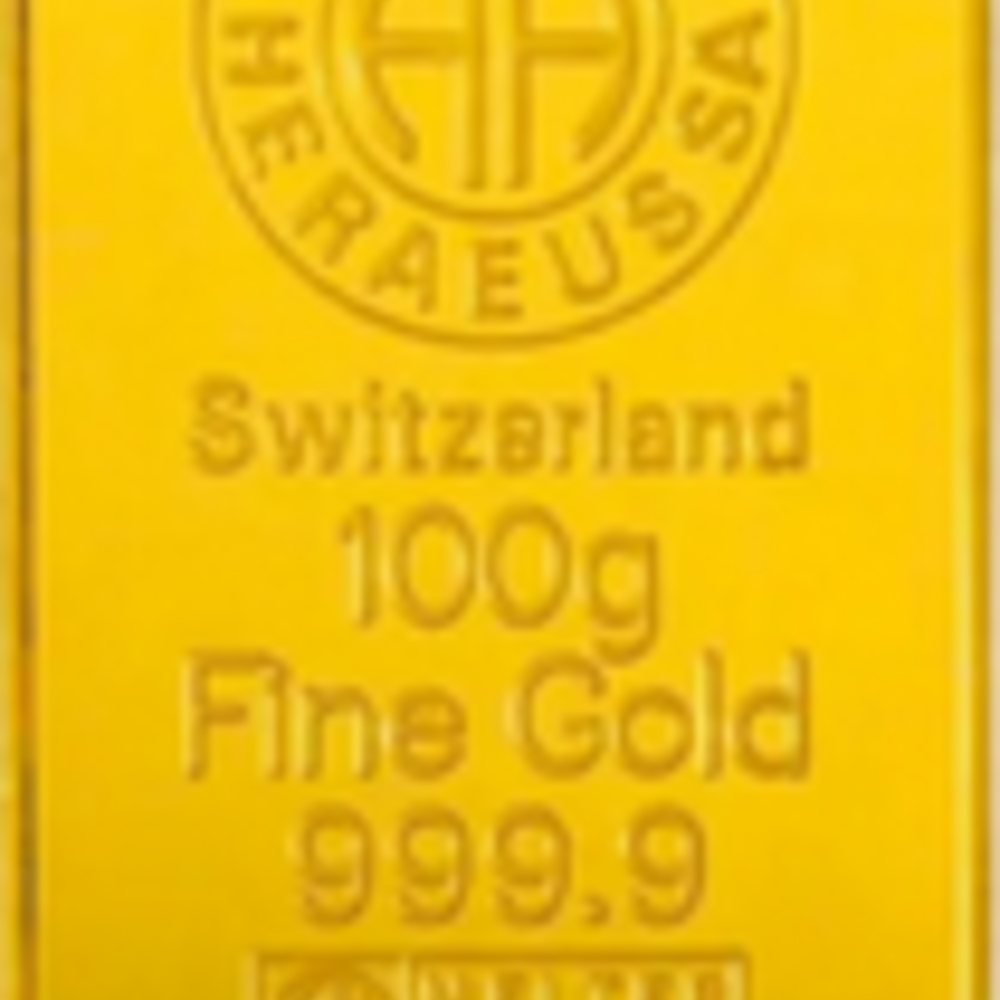 HERAEUS SA
Switzerland
100g
Fine Gold
999.9